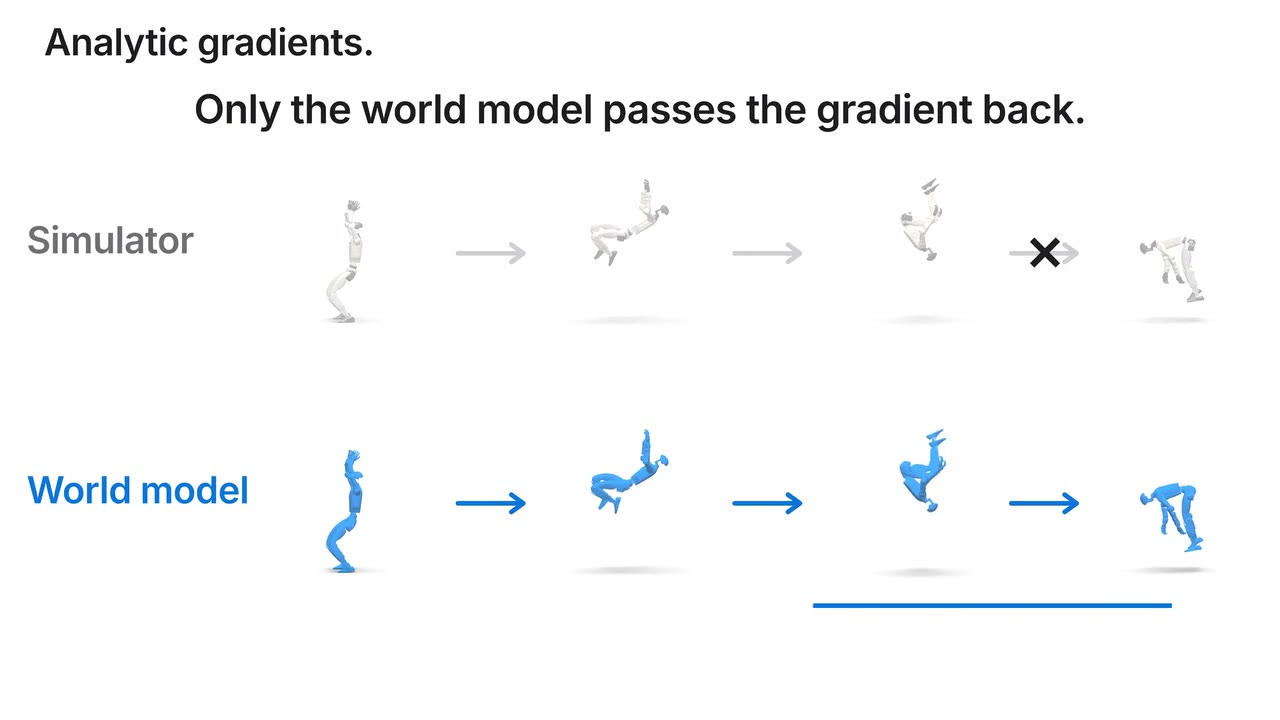 Analytic gradients.
Only the world model passes the gradient back.
Simulator
World model